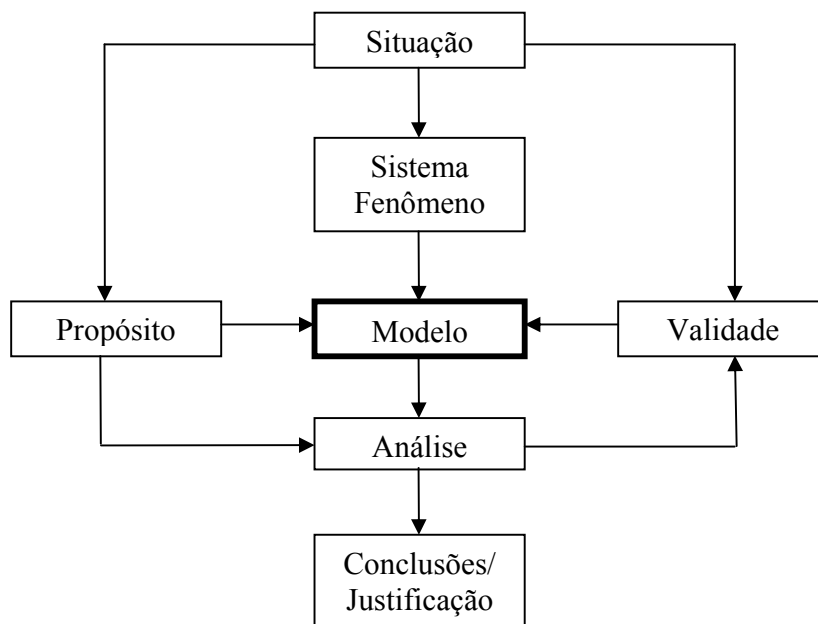 Situação
Sistema
Fenômeno
Propósito
Modelo
Validade
Análise
Conclusões/
Justificação